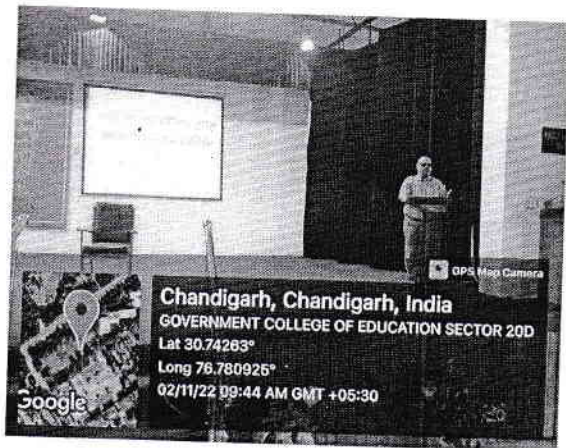 GPS Map Camera
Chandigarh, Chandigarh, India
GOVERNMENT COLLEGE OF EDUCATION SECTOR 20D
Lat 30.74263°
Long 76.780925°
02/11/22 09:44 AM GMT +05:30
Google